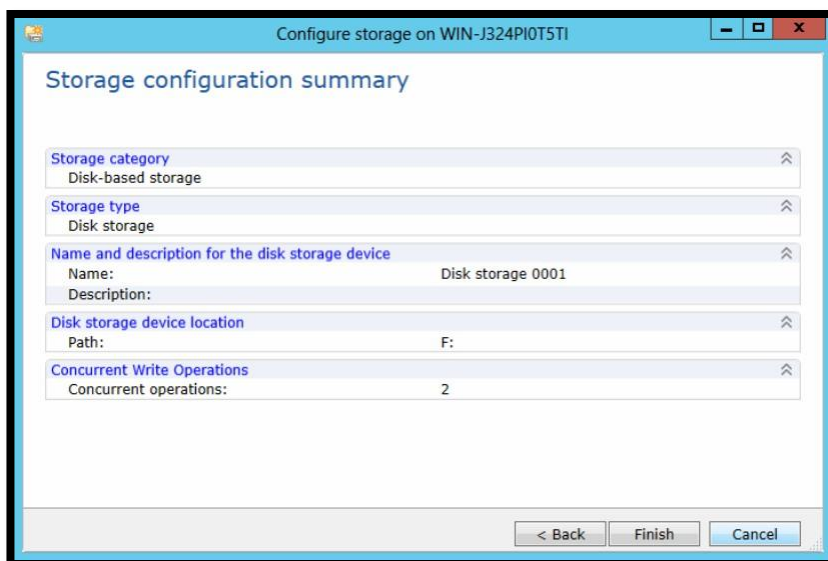 Configure storage on WIN-J324PI0T5TI
Storage configuration summary
Storage category
Disk-based storage
Storage type
Disk storage
Name and description for the disk storage device
Name: Disk storage 0001
Description:
Disk storage device location
Path: F:
Concurrent Write Operations
Concurrent operations: 2
< Back Finish Cancel